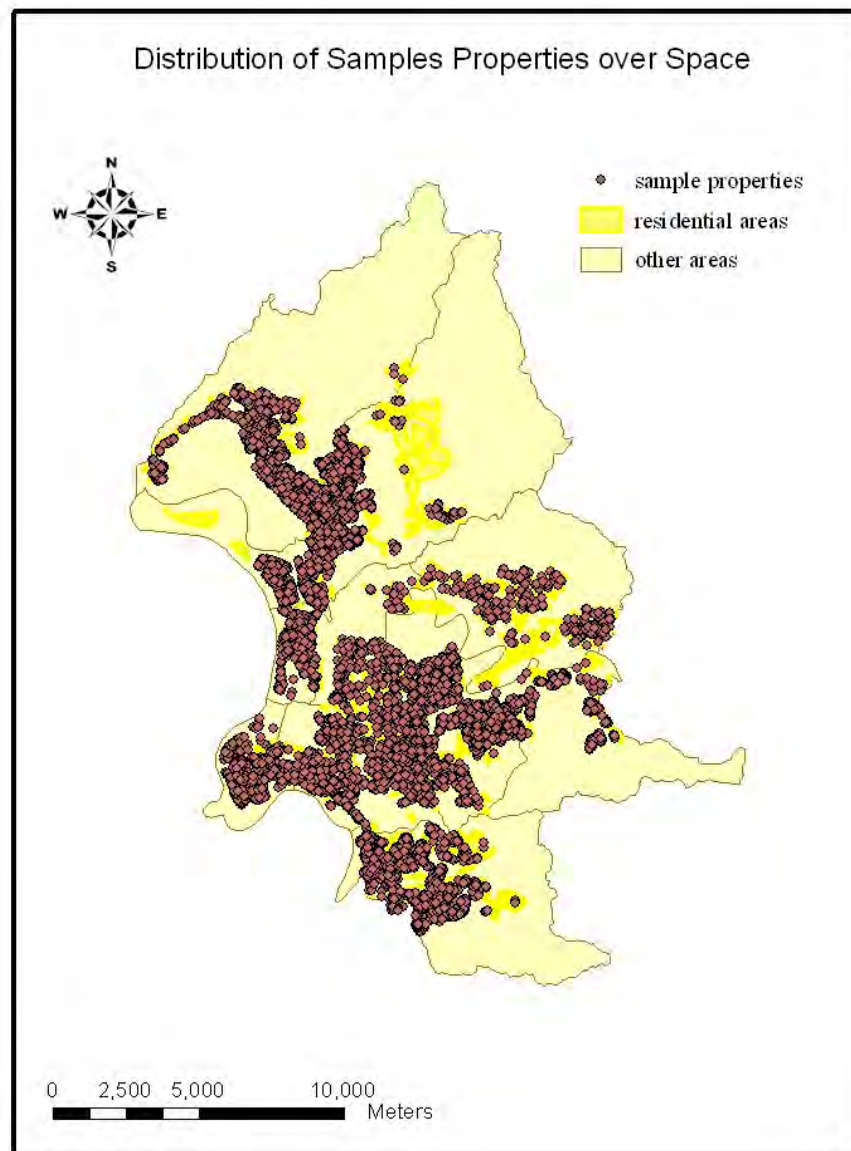 Distribution of Samples Properties over Space
N
W E
S
sample properties
residential areas
other areas
0 2,500 5,000 10,000
Meters